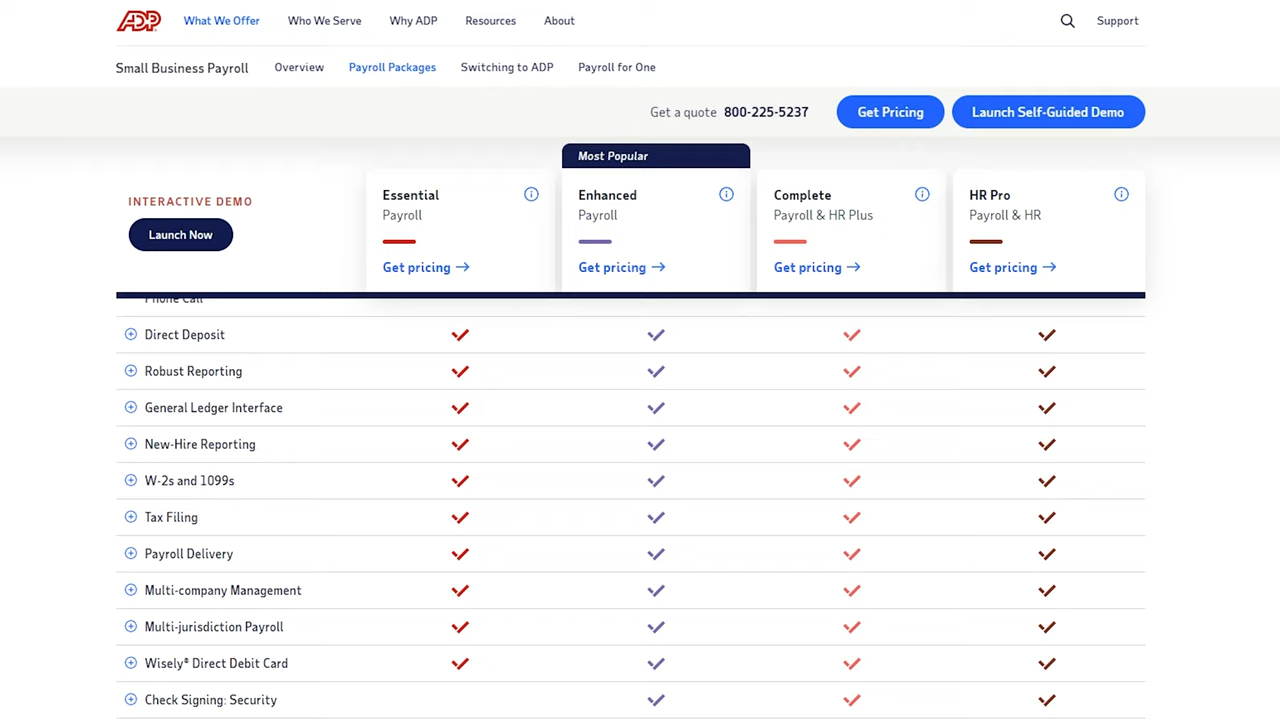 ADP
What We Offer
Who We Serve
Why ADP
Resources
About
Support
Small Business Payroll
Overview
Payroll Packages
Switching to ADP
Payroll for One
Get a quote 800-225-5237
Get Pricing
Launch Self-Guided Demo
Most Popular
INTERACTIVE DEMO
Launch Now
Essential
Payroll
Get pricing →
Enhanced
Payroll
Get pricing →
Complete
Payroll & HR Plus
Get pricing →
HR Pro
Payroll & HR
Get pricing →
Phone Call
Direct Deposit
Robust Reporting
General Ledger Interface
New-Hire Reporting
W-2s and 1099s
Tax Filing
Payroll Delivery
Multi-company Management
Multi-jurisdiction Payroll
Wisely® Direct Debit Card
Check Signing: Security